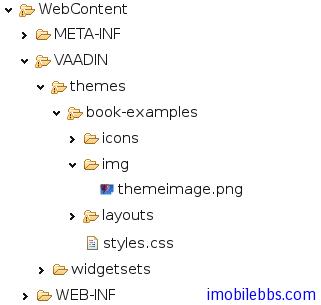 WebContent
META-INF
VAADIN
themes
book-examples
icons
img
themeimage.png
layouts
styles.css
widgetsets
WEB-INF
imobilebbs.com